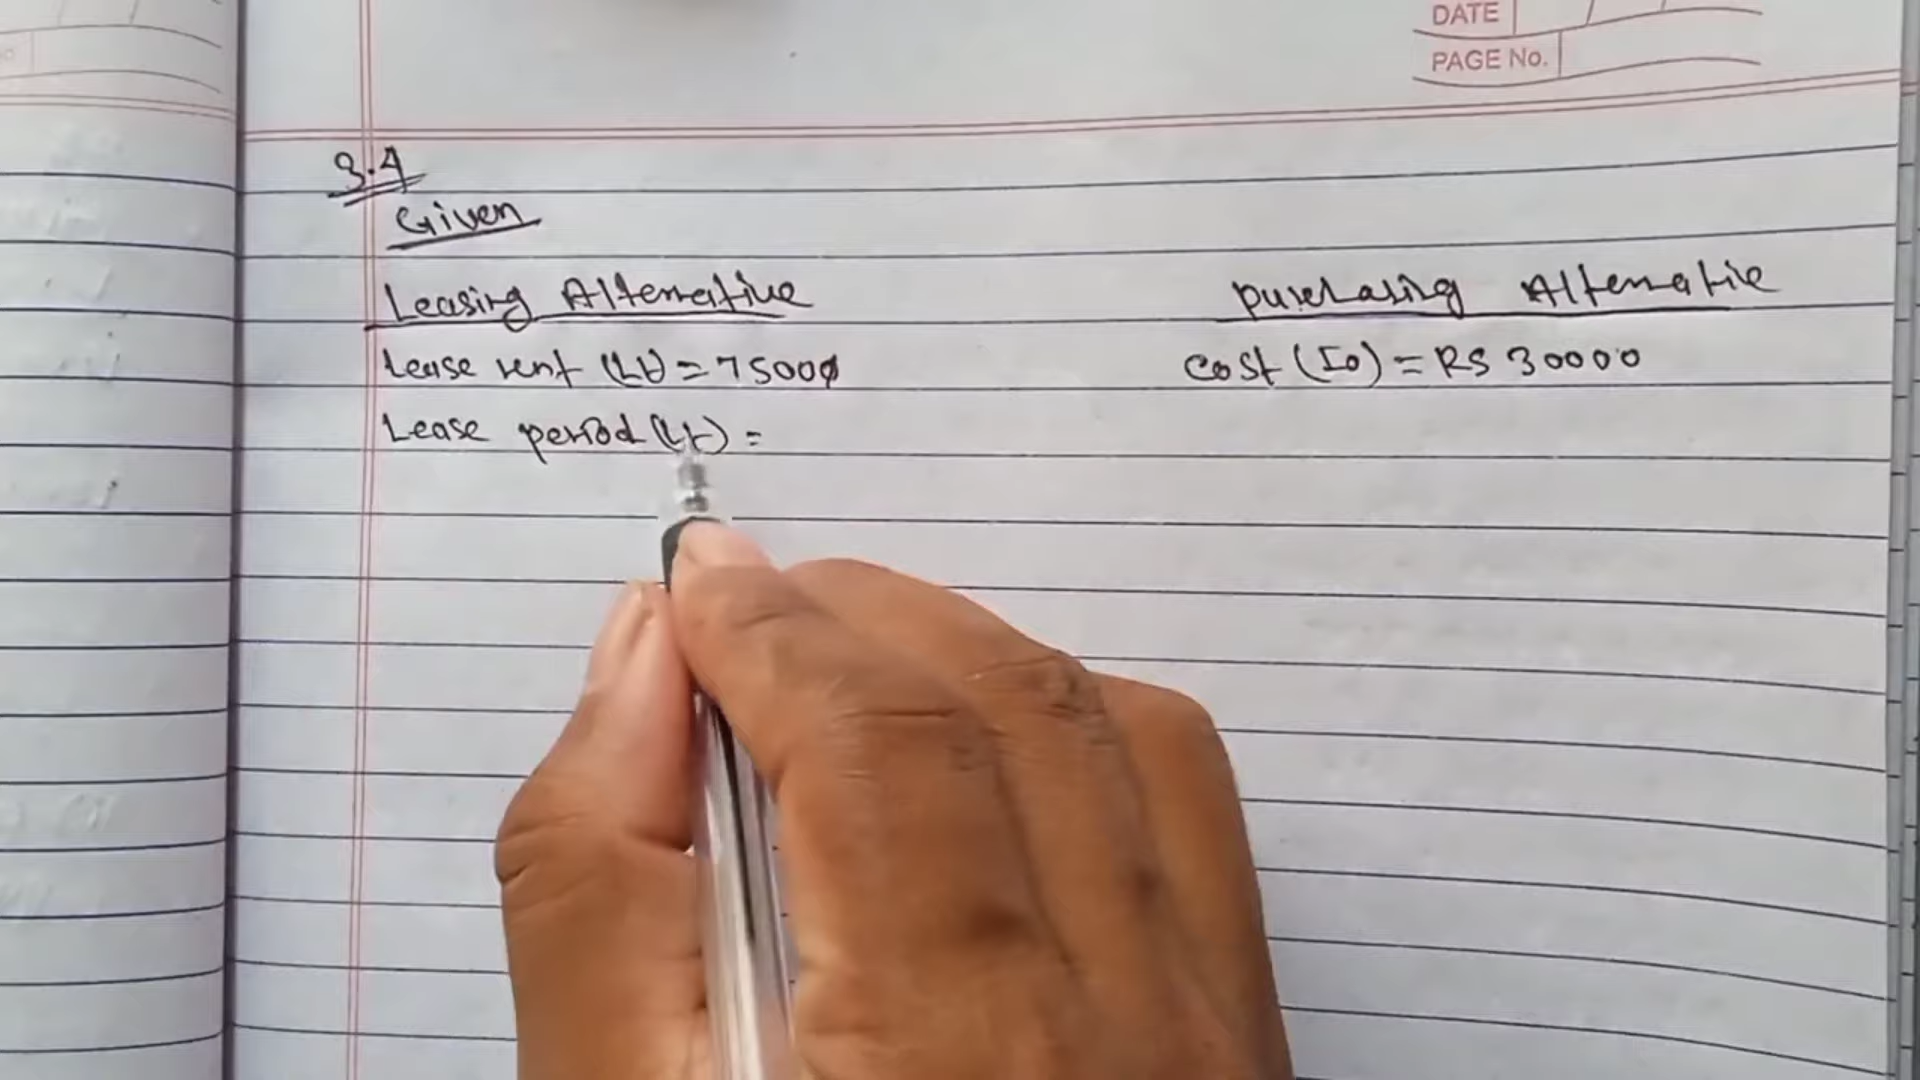 DATE
PAGE No.
3.4
Given
Leasing Alternative
Purchasing Alternative
Lease rent (Lt) = 75000
Cost (I0) = RS 30000
Lease period (Lt) =